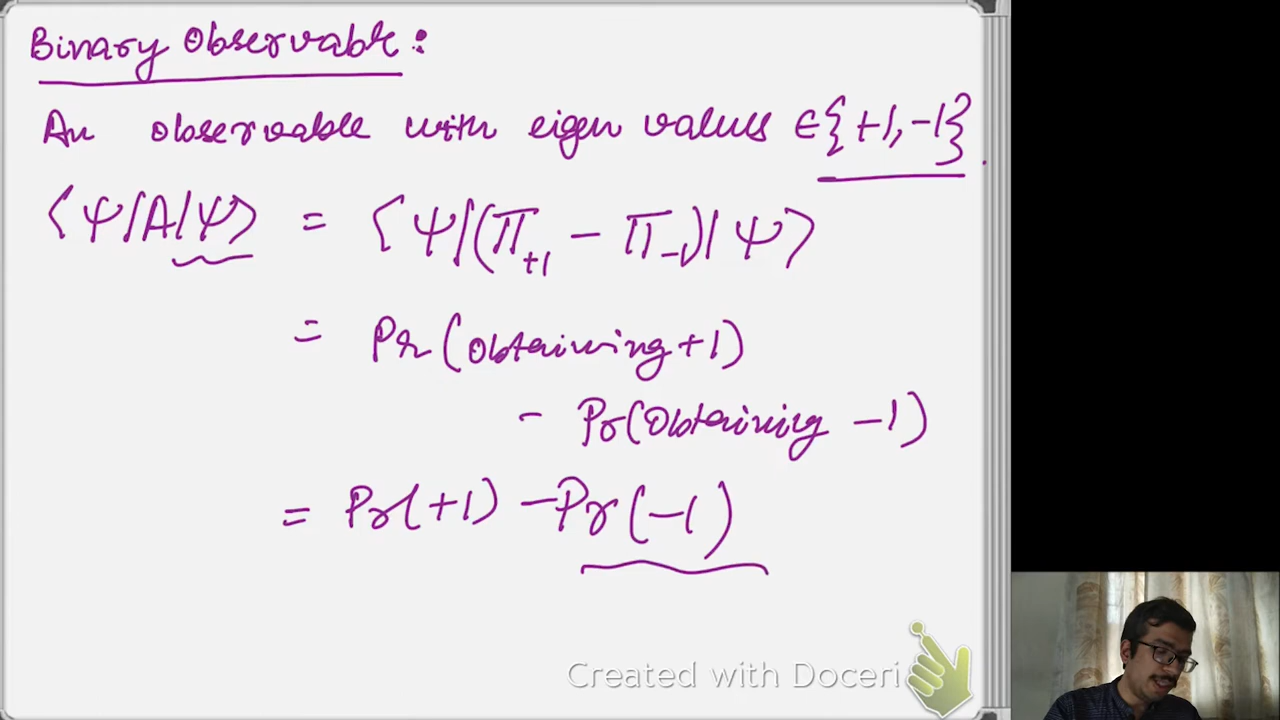 Binary Observable:
An observable with eigen values ∈ {+1, -1}.
⟨Ψ|A|Ψ⟩ = ⟨Ψ|(Π₊₁ - Π₋₁)|Ψ⟩
= Pr(Obtaining +1)
- Pr(Obtaining -1)
= Pr(+1) - Pr(-1)
Created with Doceri